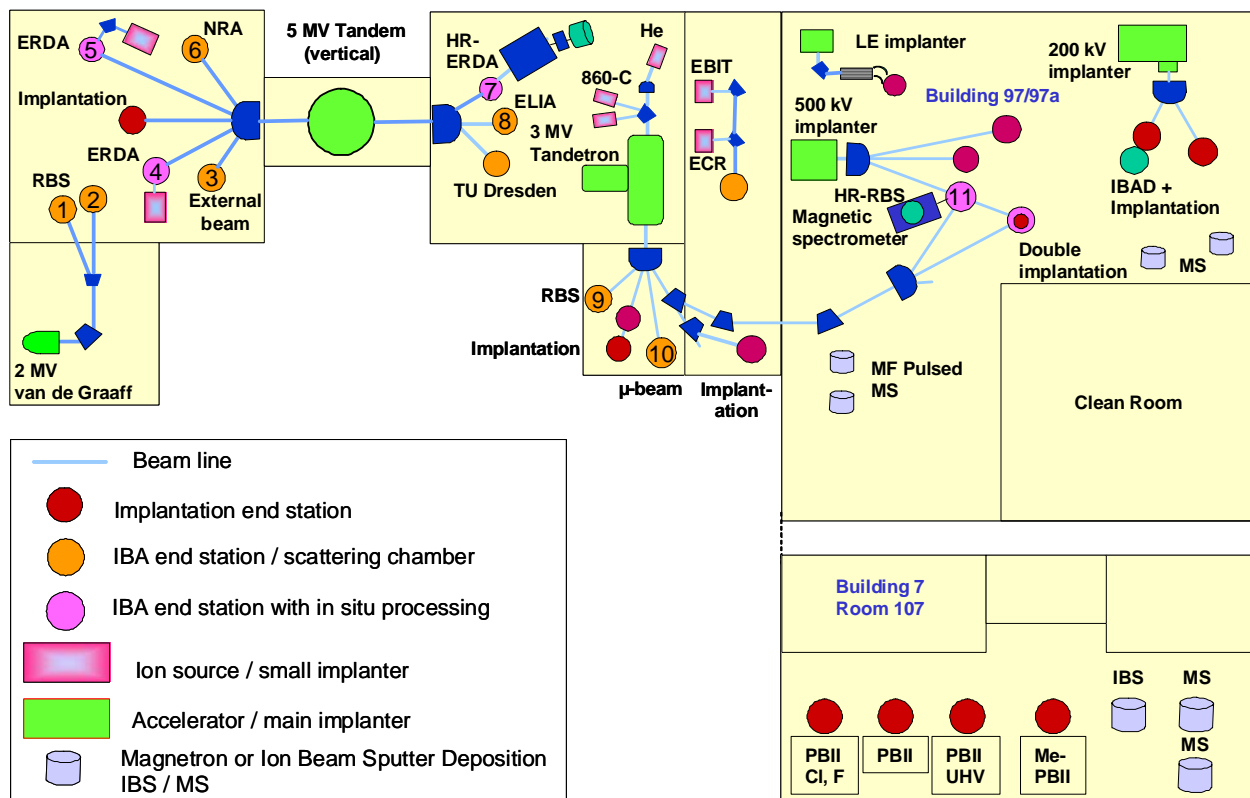 ERDA
5
6
NRA
Implantation
ERDA
4
3
RBS
1
2
External
beam
2 MV
van de Graaff
5 MV Tandem
(vertical)
HR-
ERDA
7
8
ELIA
TU Dresden
He
860-C
3 MV
Tandetron
EBIT
ECR
RBS
9
Implantation
10
µ-beam
Implant-
ation
LE implanter
Building 97/97a
500 kV
implanter
200 kV
implanter
HR-RBS
Magnetic
spectrometer
11
Double
implantation
IBAD +
Implantation
MS
MF Pulsed
MS
Clean Room
Beam line
Implantation end station
IBA end station / scattering chamber
IBA end station with in situ processing
Ion source / small implanter
Accelerator / main implanter
Magnetron or Ion Beam Sputter Deposition
IBS / MS
Building 7
Room 107
IBS
MS
MS
PBII
Cl, F
PBII
PBII
UHV
Me-
PBII